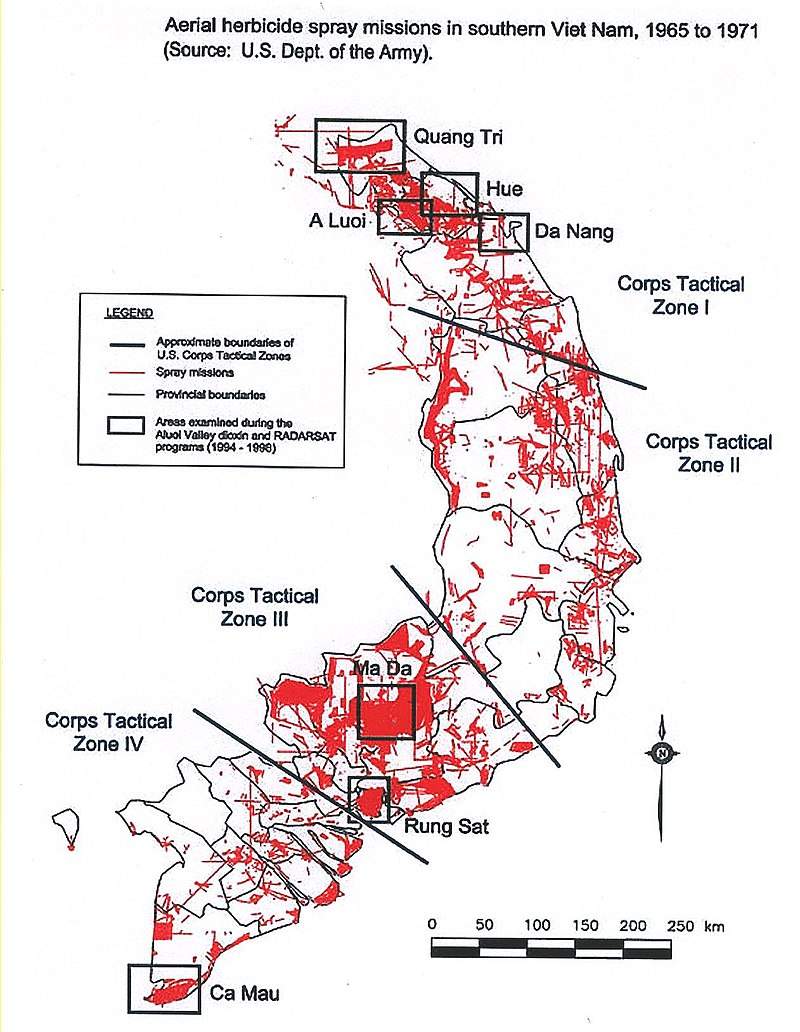 Aerial herbicide spray missions in southern Viet Nam, 1965 to 1971
(Source: U.S. Dept. of the Army).
Quang Tri
Hue
A Luoi
Da Nang
Corps Tactical
Zone I
LEGEND
Approximate boundaries of
U.S. Corps Tactical Zones
Spray missions
Provincial boundaries
Areas examined during the
Aluoi Valley dioxin and RADARSAT
programs (1994 - 1998)
Corps Tactical
Zone II
Corps Tactical
Zone III
Ma Da
Corps Tactical
Zone IV
N
Rung Sat
0 50 100 150 200 250 km
Ca Mau